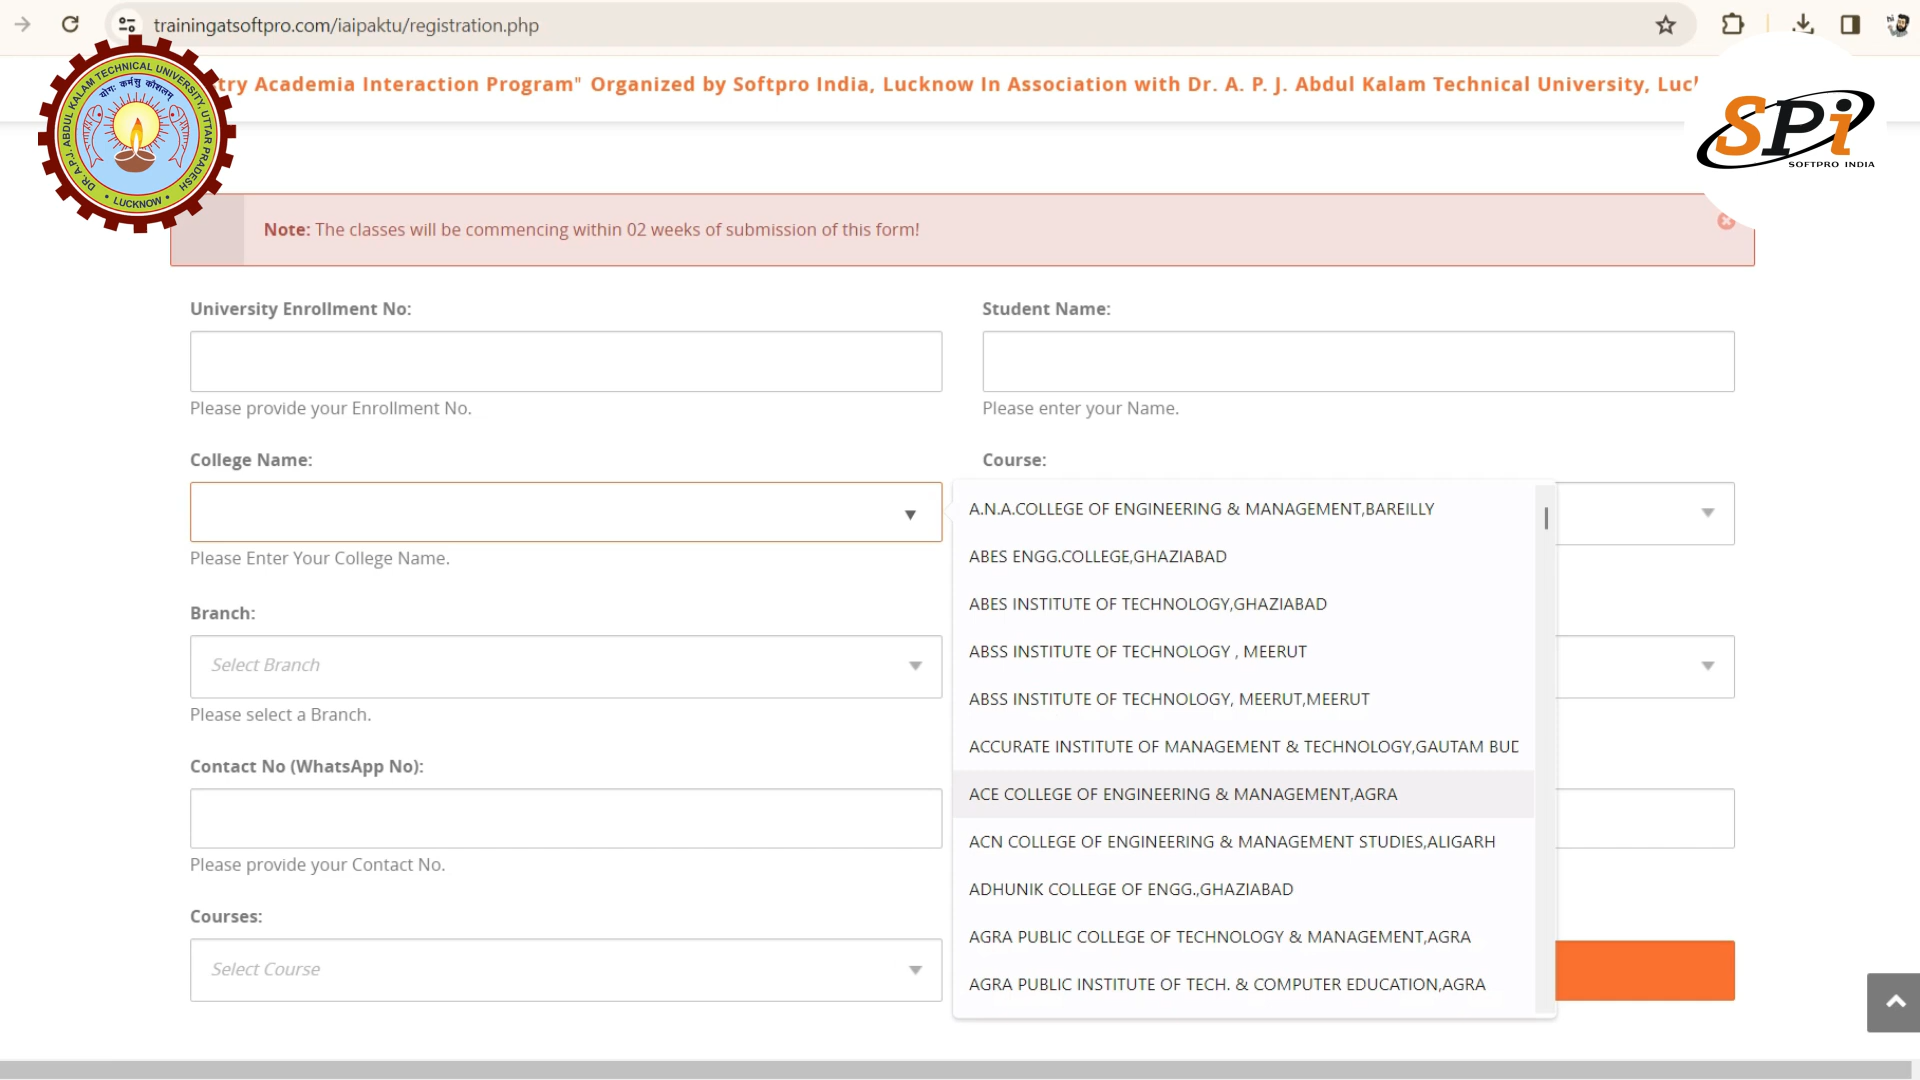 trainingatsoftpro.com/iaipaktu/registration.php
try Academia Interaction Program" Organized by Softpro India, Lucknow In Association with Dr. A. P. J. Abdul Kalam Technical University, Luc
DR. A.P.J. ABDUL KALAM TECHNICAL UNIVERSITY, UTTAR PRADESH
योगः कर्मसु कौशलम्
• LUCKNOW •
SPi
SOFTPRO INDIA
Note: The classes will be commencing within 02 weeks of submission of this form!
University Enrollment No:
Student Name:
Please provide your Enrollment No.
Please enter your Name.
College Name:
Course:
Please Enter Your College Name.
A.N.A.COLLEGE OF ENGINEERING & MANAGEMENT,BAREILLY
ABES ENGG.COLLEGE,GHAZIABAD
ABES INSTITUTE OF TECHNOLOGY,GHAZIABAD
ABSS INSTITUTE OF TECHNOLOGY , MEERUT
ABSS INSTITUTE OF TECHNOLOGY, MEERUT,MEERUT
ACCURATE INSTITUTE OF MANAGEMENT & TECHNOLOGY,GAUTAM BUD
ACE COLLEGE OF ENGINEERING & MANAGEMENT,AGRA
ACN COLLEGE OF ENGINEERING & MANAGEMENT STUDIES,ALIGARH
ADHUNIK COLLEGE OF ENGG.,GHAZIABAD
AGRA PUBLIC COLLEGE OF TECHNOLOGY & MANAGEMENT,AGRA
AGRA PUBLIC INSTITUTE OF TECH. & COMPUTER EDUCATION,AGRA
Branch:
Select Branch
Please select a Branch.
Contact No (WhatsApp No):
Please provide your Contact No.
Courses:
Select Course